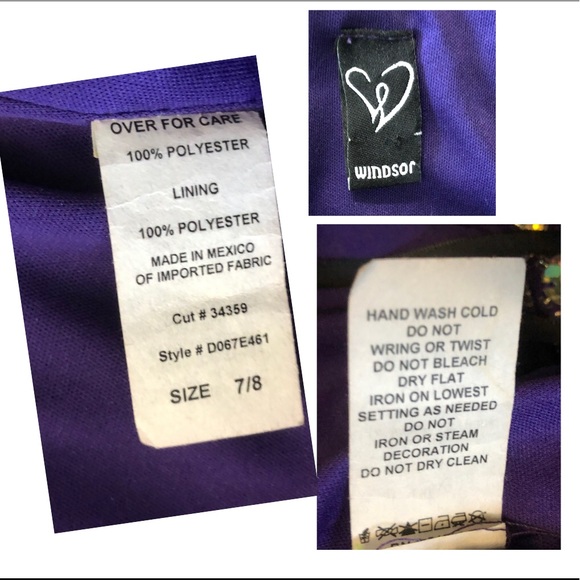 OVER FOR CARE
100% POLYESTER
LINING
100% POLYESTER
MADE IN MEXICO
OF IMPORTED FABRIC
Cut # 34359
Style # D067E461
SIZE 7/8
WINDSOR
HAND WASH COLD
DO NOT
WRING OR TWIST
DO NOT BLEACH
DRY FLAT
IRON ON LOWEST
SETTING AS NEEDED
DO NOT
IRON OR STEAM
DECORATION
DO NOT DRY CLEAN